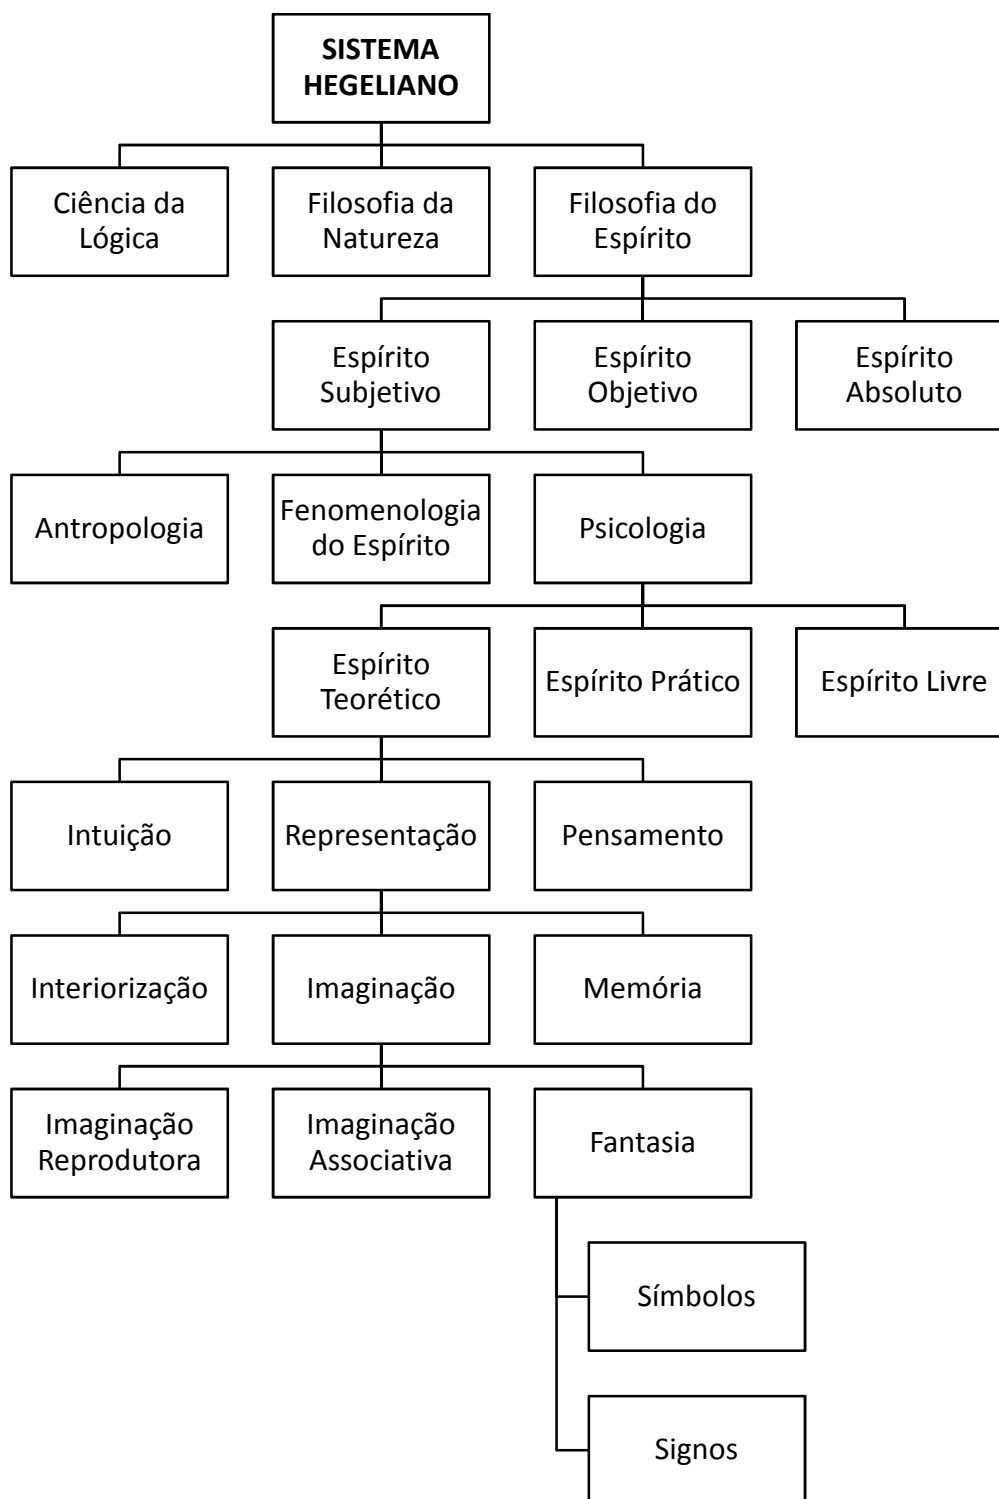 SISTEMA
HEGELIANO
Ciência da
Lógica
Filosofia da
Natureza
Filosofia do
Espírito
Espírito
Subjetivo
Espírito
Objetivo
Espírito
Absoluto
Antropologia
Fenomenologia
do Espírito
Psicologia
Espírito
Teorético
Espírito Prático
Espírito Livre
Intuição
Representação
Pensamento
Interiorização
Imaginação
Memória
Imaginação
Reprodutora
Imaginação
Associativa
Fantasia
Símbolos
Signos